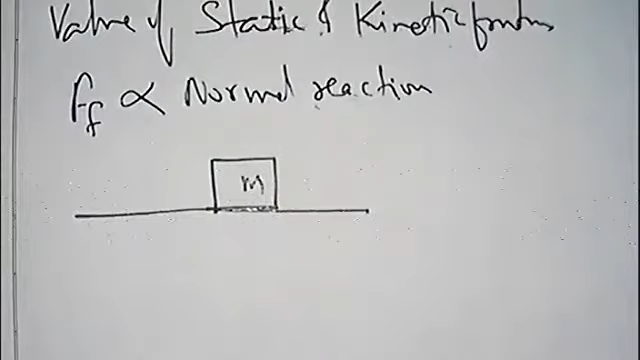 Value of Static & Kinetic friction
Ff ∝ Normal reaction
m